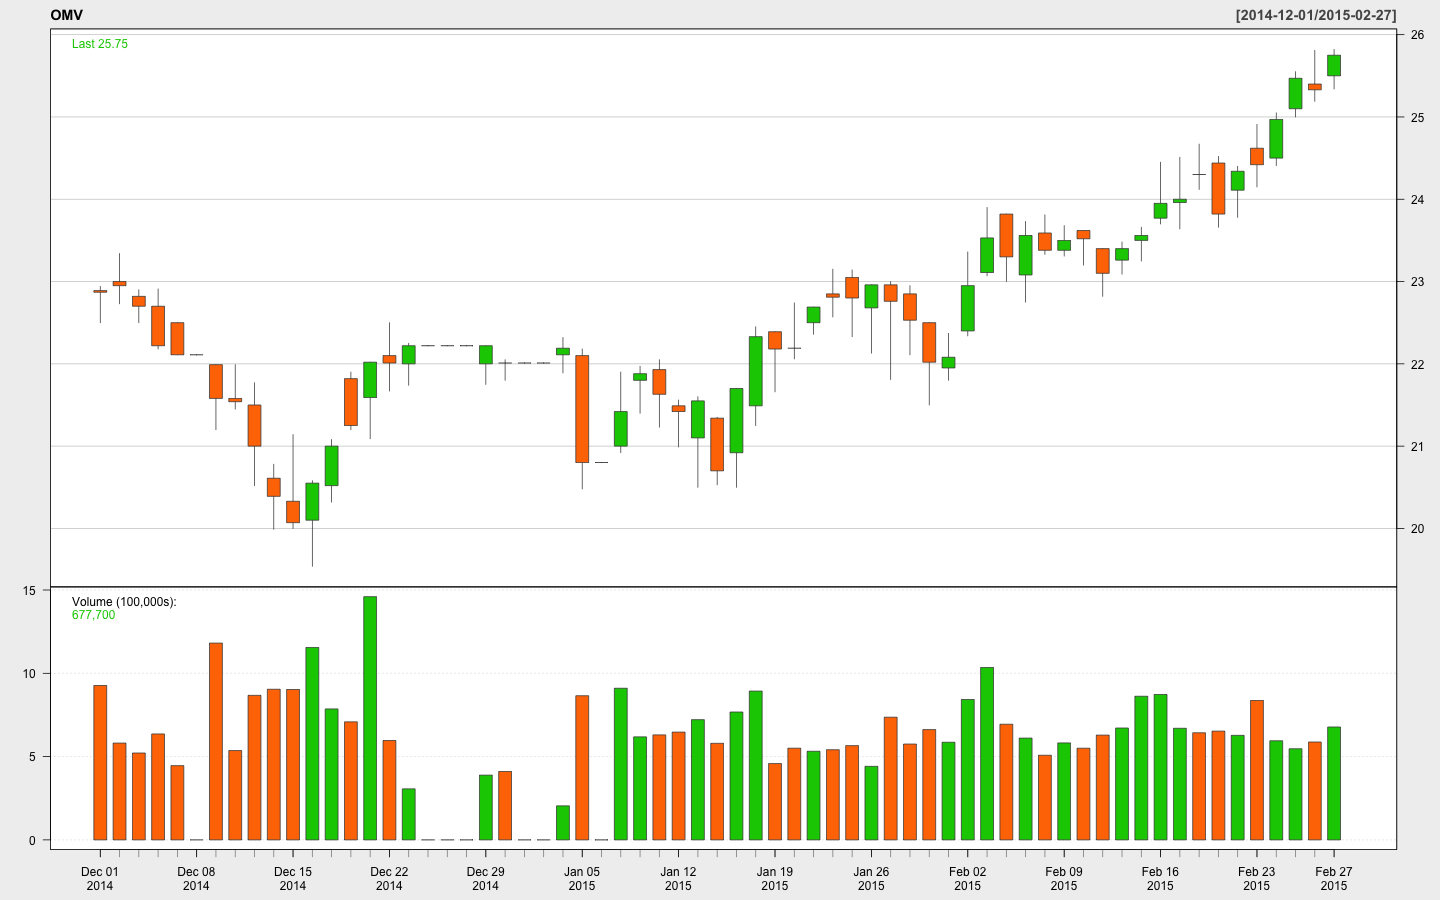 OMV
[2014-12-01/2015-02-27]
Last 25.75
26
25
24
23
22
21
20
Volume (100,000s):
677,700
15
10
5
0
Dec 01
2014
Dec 08
2014
Dec 15
2014
Dec 22
2014
Dec 29
2014
Jan 05
2015
Jan 12
2015
Jan 19
2015
Jan 26
2015
Feb 02
2015
Feb 09
2015
Feb 16
2015
Feb 23
2015
Feb 27
2015